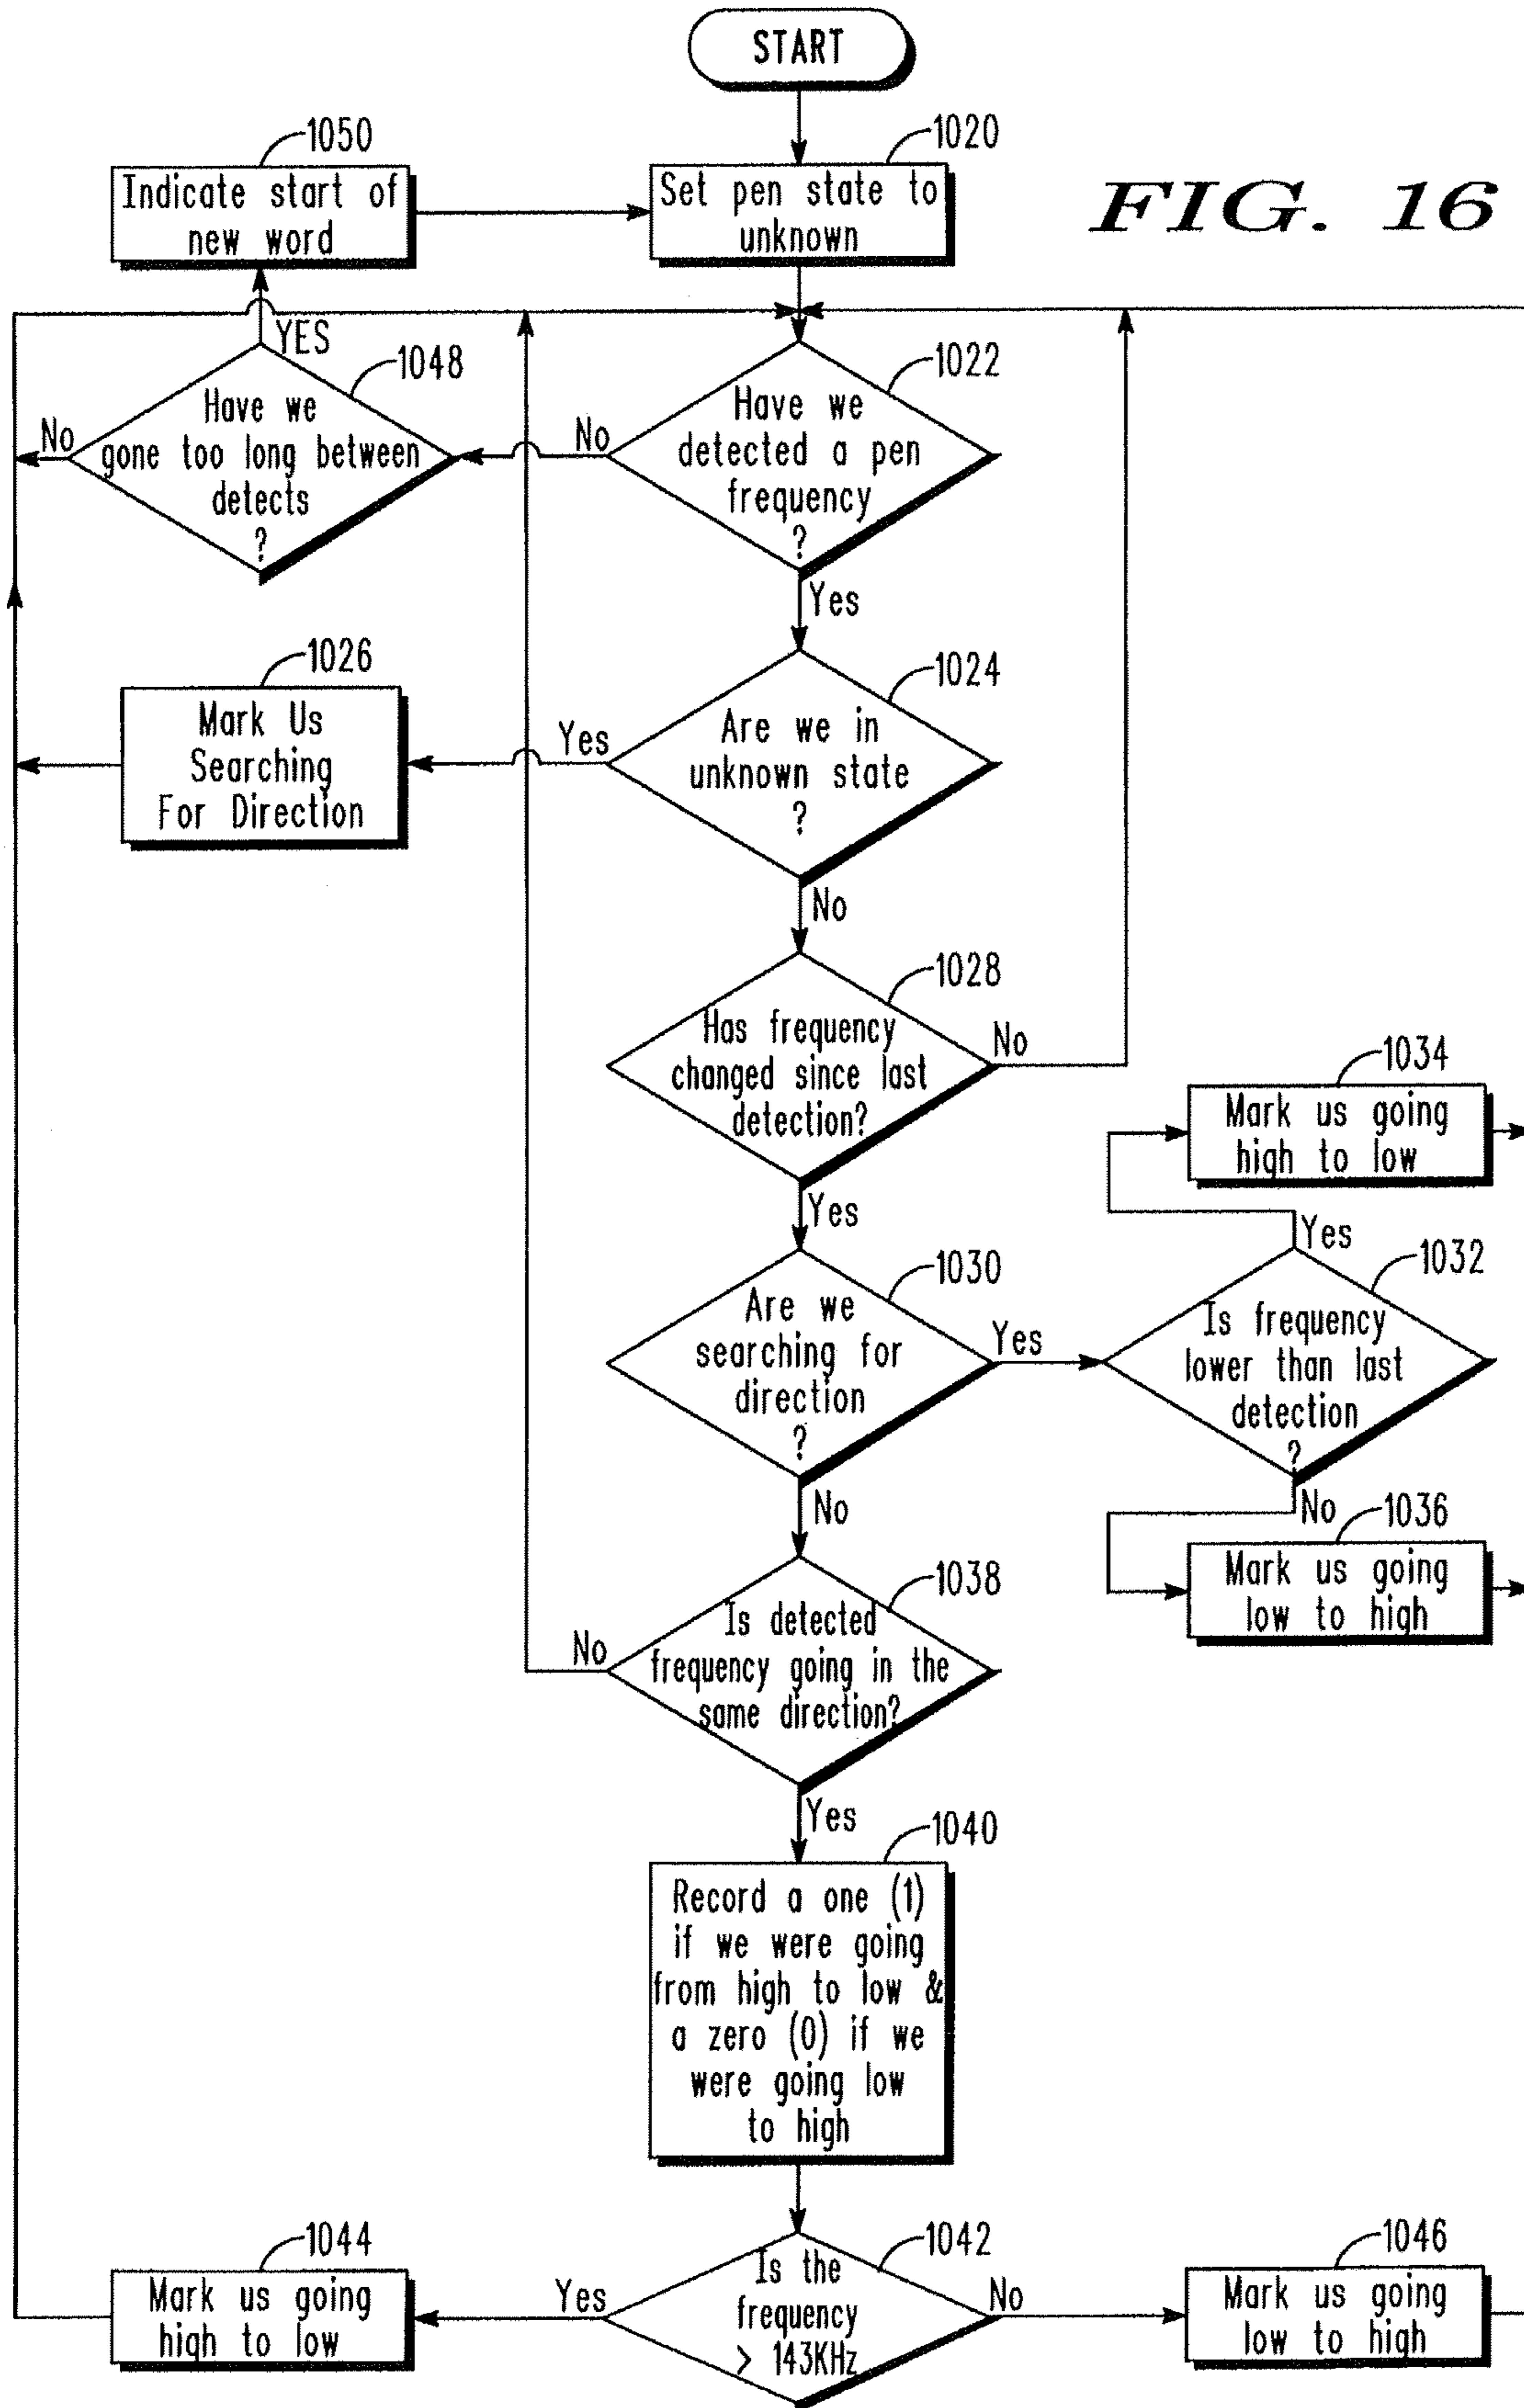 START
1050
1020
Indicate start of
new word
Set pen state to
unknown
FIG. 16
YES
1048
1022
Have we
gone too long between
detects
?
No
No
Have we
detected a pen
frequency
?
Yes
1026
1024
Mark Us
Searching
For Direction
Yes
Are we in
unknown state
?
No
1028
Has frequency
changed since last
detection?
No
1034
Mark us going
high to low
Yes
Yes
1030
1032
Are we
searching for
direction
?
Yes
Is frequency
lower than last
detection
?
No
No
1036
Mark us going
low to high
1038
No
Is detected
frequency going in the
same direction?
Yes
1040
Record a one (1)
if we were going
from high to low &
a zero (0) if we
were going low
to high
1044
1042
1046
Mark us going
high to low
Yes
Is the
frequency
> 143KHz
No
Mark us going
low to high